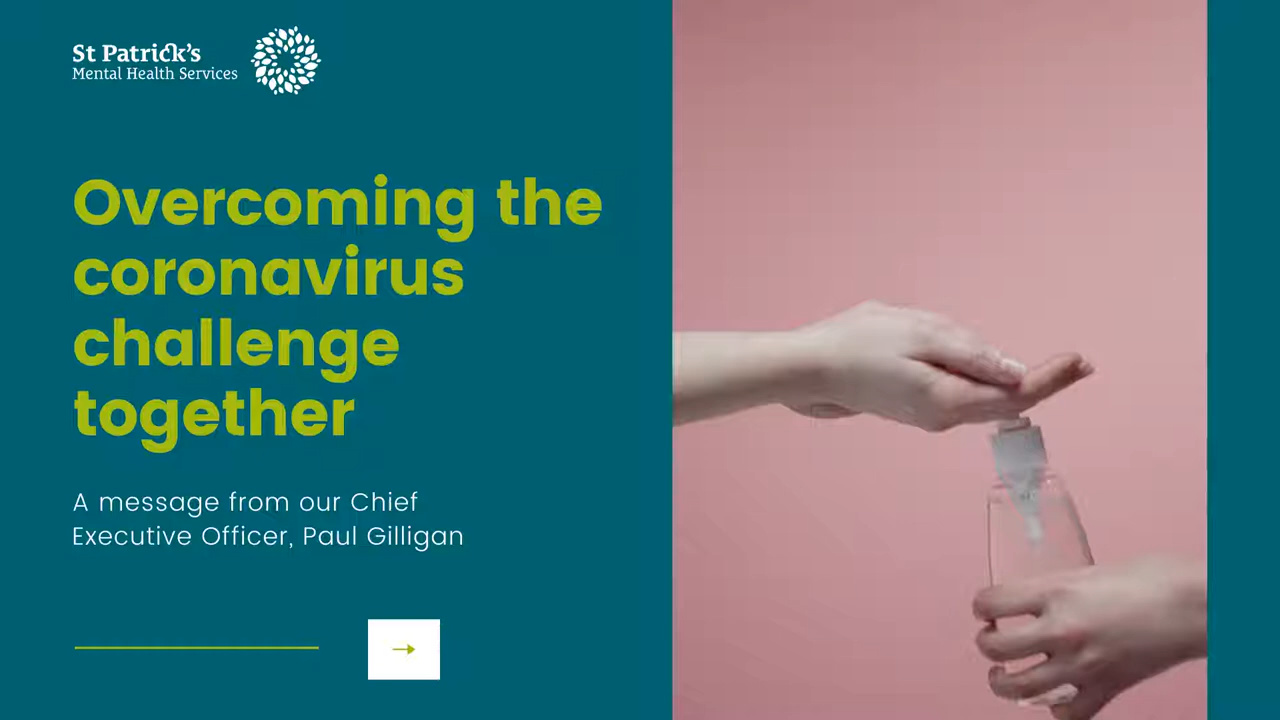 St Patrick's
Mental Health Services
Overcoming the
coronavirus
challenge
together
A message from our Chief
Executive Officer, Paul Gilligan